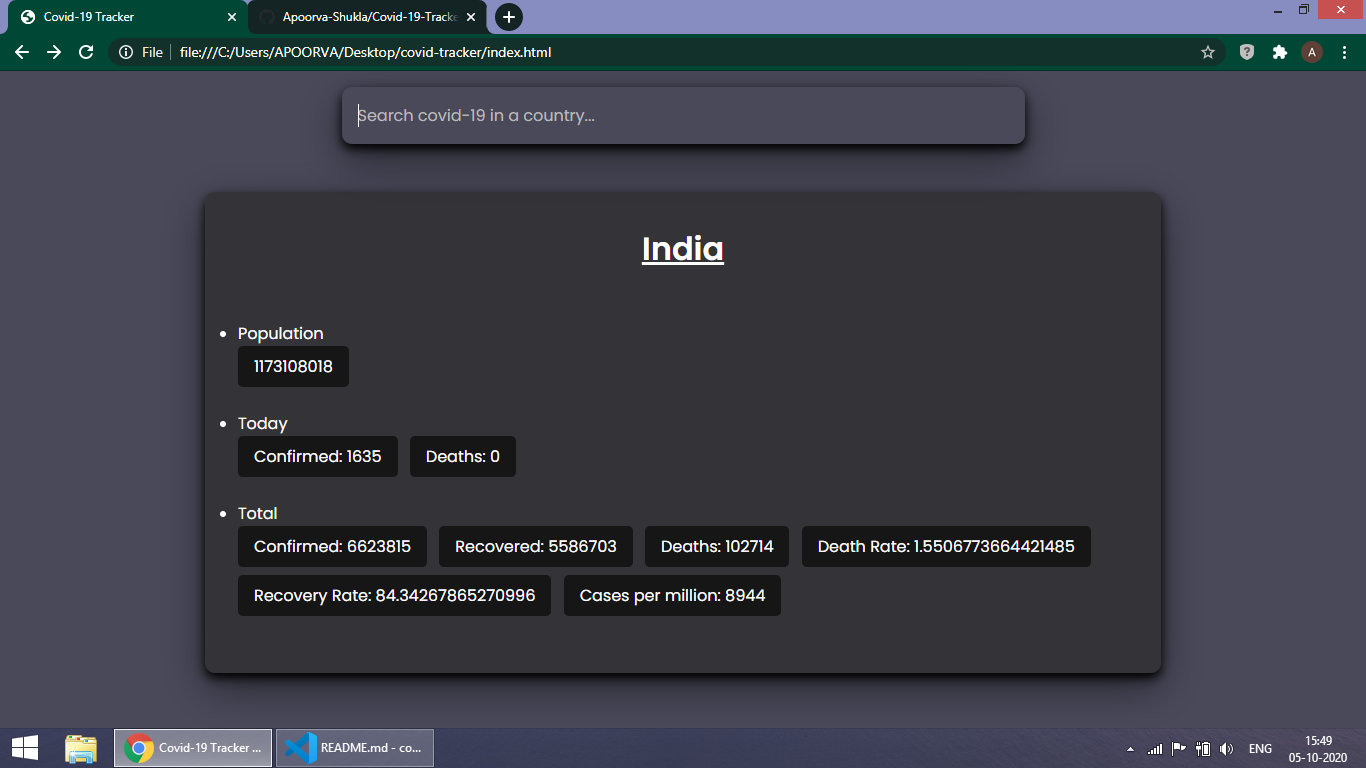 Covid-19 Tracker
Apoorva-Shukla/Covid-19-Tracke
File
file:///C:/Users/APOORVA/Desktop/covid-tracker/index.html
A
Search covid-19 in a country...
India
Population
1173108018
Today
Confirmed: 1635 Deaths: 0
Total
Confirmed: 6623815 Recovered: 5586703 Deaths: 102714 Death Rate: 1.5506773664421485
Recovery Rate: 84.34267865270996 Cases per million: 8944
Covid-19 Tracker ...
README.md - co...
ENG
15:49
05-10-2020